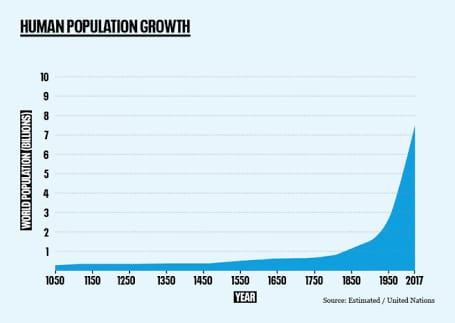 HUMAN POPULATION GROWTH
WORLD POPULATION (BILLIONS)
10
9
8
7
6
5
4
3
2
1
1050 1150 1250 1350 1450 1550 1650 1750 1850 1950 2017
YEAR
Source: Estimated / United Nations